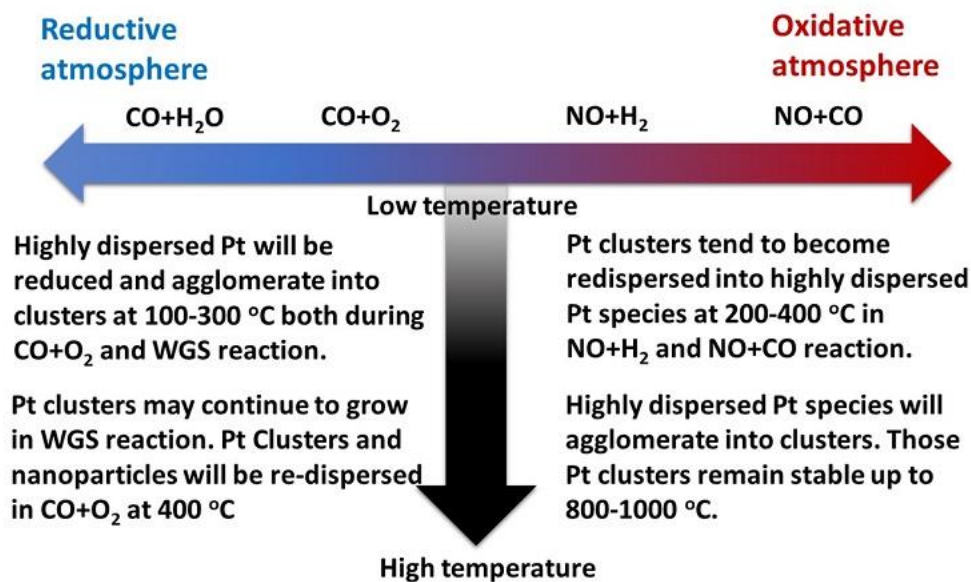 Reductive
atmosphere
Oxidative
atmosphere
CO+H₂O
CO+O₂
NO+H₂
NO+CO
Low temperature
Highly dispersed Pt will be
reduced and agglomerate into
clusters at 100-300 °C both during
CO+O₂ and WGS reaction.
Pt clusters tend to become
redispersed into highly dispersed
Pt species at 200-400 °C in
NO+H₂ and NO+CO reaction.
Pt clusters may continue to grow
in WGS reaction. Pt Clusters and
nanoparticles will be re-dispersed
in CO+O₂ at 400 °C
Highly dispersed Pt species will
agglomerate into clusters. Those
Pt clusters remain stable up to
800-1000 °C.
High temperature